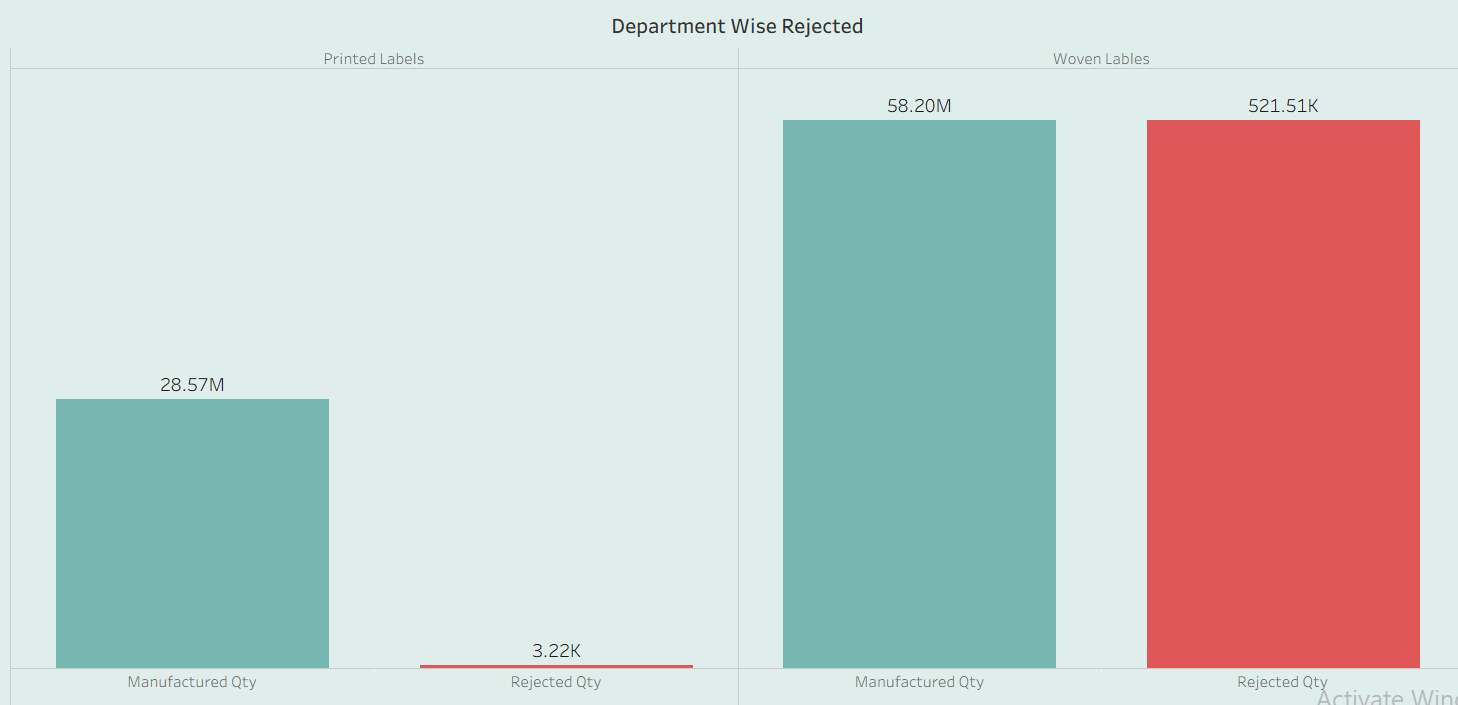 Department Wise Rejected
Printed Labels
Woven Lables
58.20M
521.51K
28.57M
3.22K
Manufactured Qty
Rejected Qty
Manufactured Qty
Rejected Qty
Activate